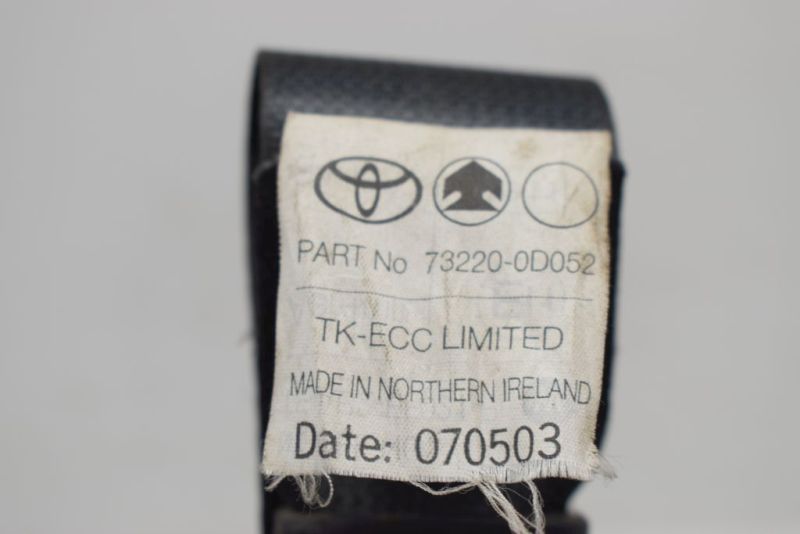 PART No 73220-0D052
TK-ECC LIMITED
MADE IN NORTHERN IRELAND
Date: 070503